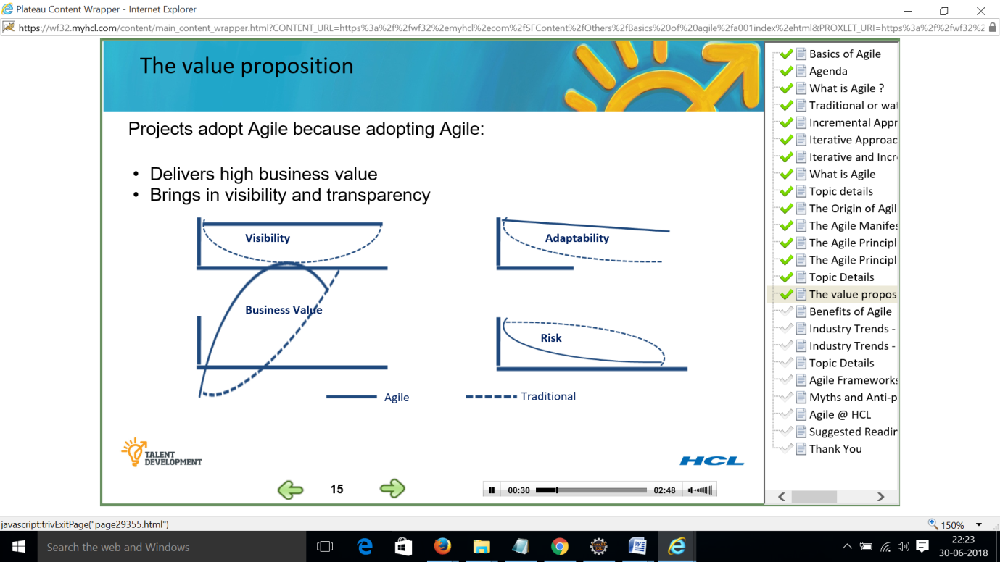 Plateau Content Wrapper - Internet Explorer
https://wf32.myhcl.com/content/main_content_wrapper.html?CONTENT_URL=https%3a%2f%2fwf32%2emyhcl%2ecom%2fSFContent%2fOthers%2fBasics%20of%20agile%2fa001index%2ehtml&PROXLET_URI=https%3a%2f%2fwf32%2
The value proposition
Projects adopt Agile because adopting Agile:
• Delivers high business value
• Brings in visibility and transparency
Visibility
Adaptability
Business Value
Risk
Agile
Traditional
TALENT
DEVELOPMENT
HCL
15
00:30
02:48
Basics of Agile
Agenda
What is Agile ?
Traditional or wat
Incremental Appr
Iterative Approac
Iterative and Incr
What is Agile
Topic details
The Origin of Agil
The Agile Manifes
The Agile Principl
The Agile Principl
Topic Details
The value propos
Benefits of Agile
Industry Trends -
Industry Trends -
Topic Details
Agile Frameworks
Myths and Anti-p
Agile @ HCL
Suggested Readin
Thank You
javascript:trivExitPage("page29355.html")
150%
Search the web and Windows
22:23
30-06-2018